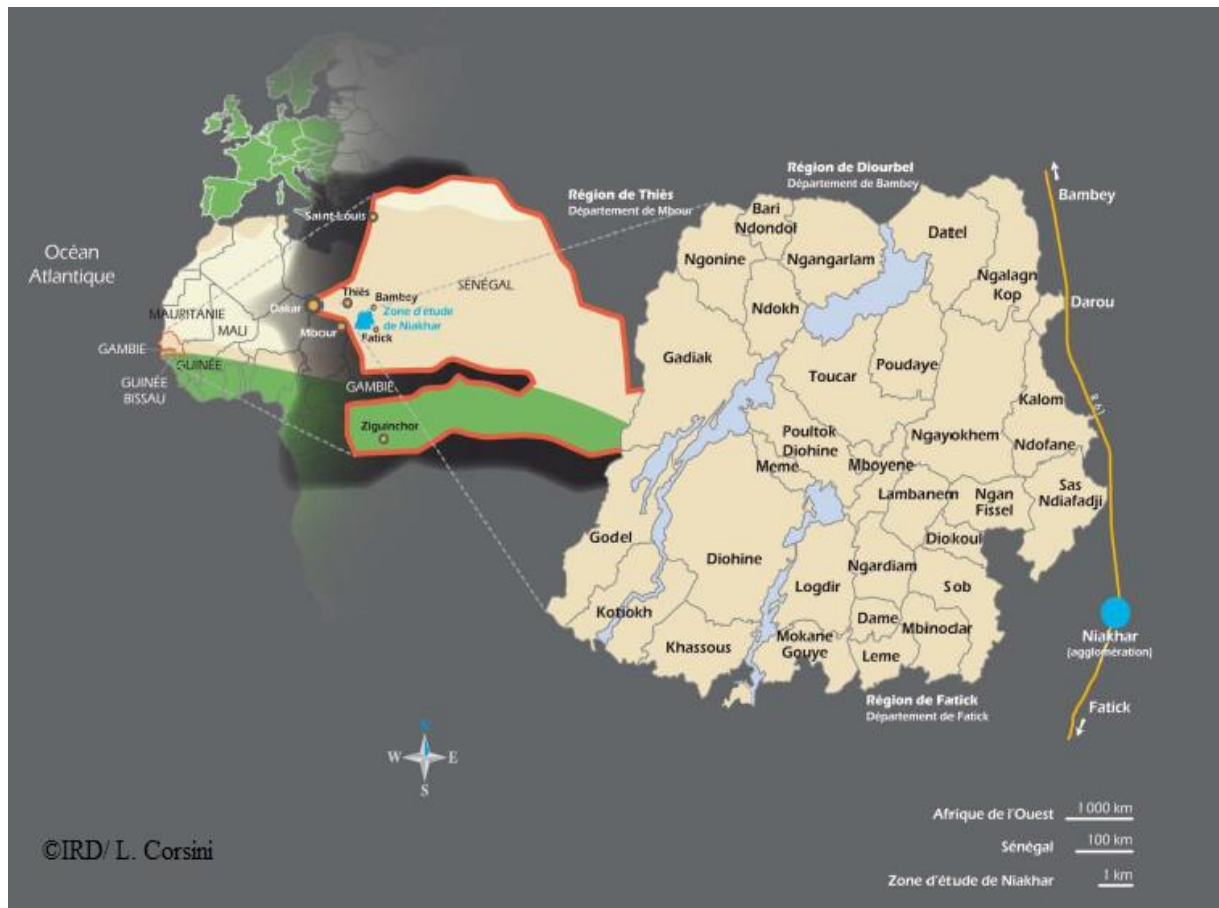 Océan
Atlantique
MAURITANIE
MALI
GAMBIE
GUINÉE
GUINÉE
BISSAU
Saint-Louis
Dakar
Thiès
Bambey
SÉNÉGAL
Zone d'étude
de Niakhar
Mbour
Fatick
GAMBIE
Ziguinchor
Région de Thiès
Département de Mbour
Région de Diourbel
Département de Bambey
Bambey
Bari
Ndondol
Datel
Ngonine
Ngangarlam
Ngalagn
Kop
Ndokh
Darou
Gadiak
Toucar
Poudaye
Kalom
R 61
Poultok
Diohine
Ngayokhem
Ndofane
Meme
Mboyene
Sas
Ndiafadji
Lambanem
Ngan
Fissel
Godel
Diohine
Diokoul
Ngardiam
Logdir
Sob
Kotiokh
Dame
Mbinodar
Khassous
Mokane
Gouye
Leme
Niakhar
(agglomération)
Région de Fatick
Département de Fatick
Fatick
N
W
E
S
Afrique de l'Ouest 1 000 km
Sénégal 100 km
Zone d'étude de Niakhar 1 km
©IRD/ L. Corsini